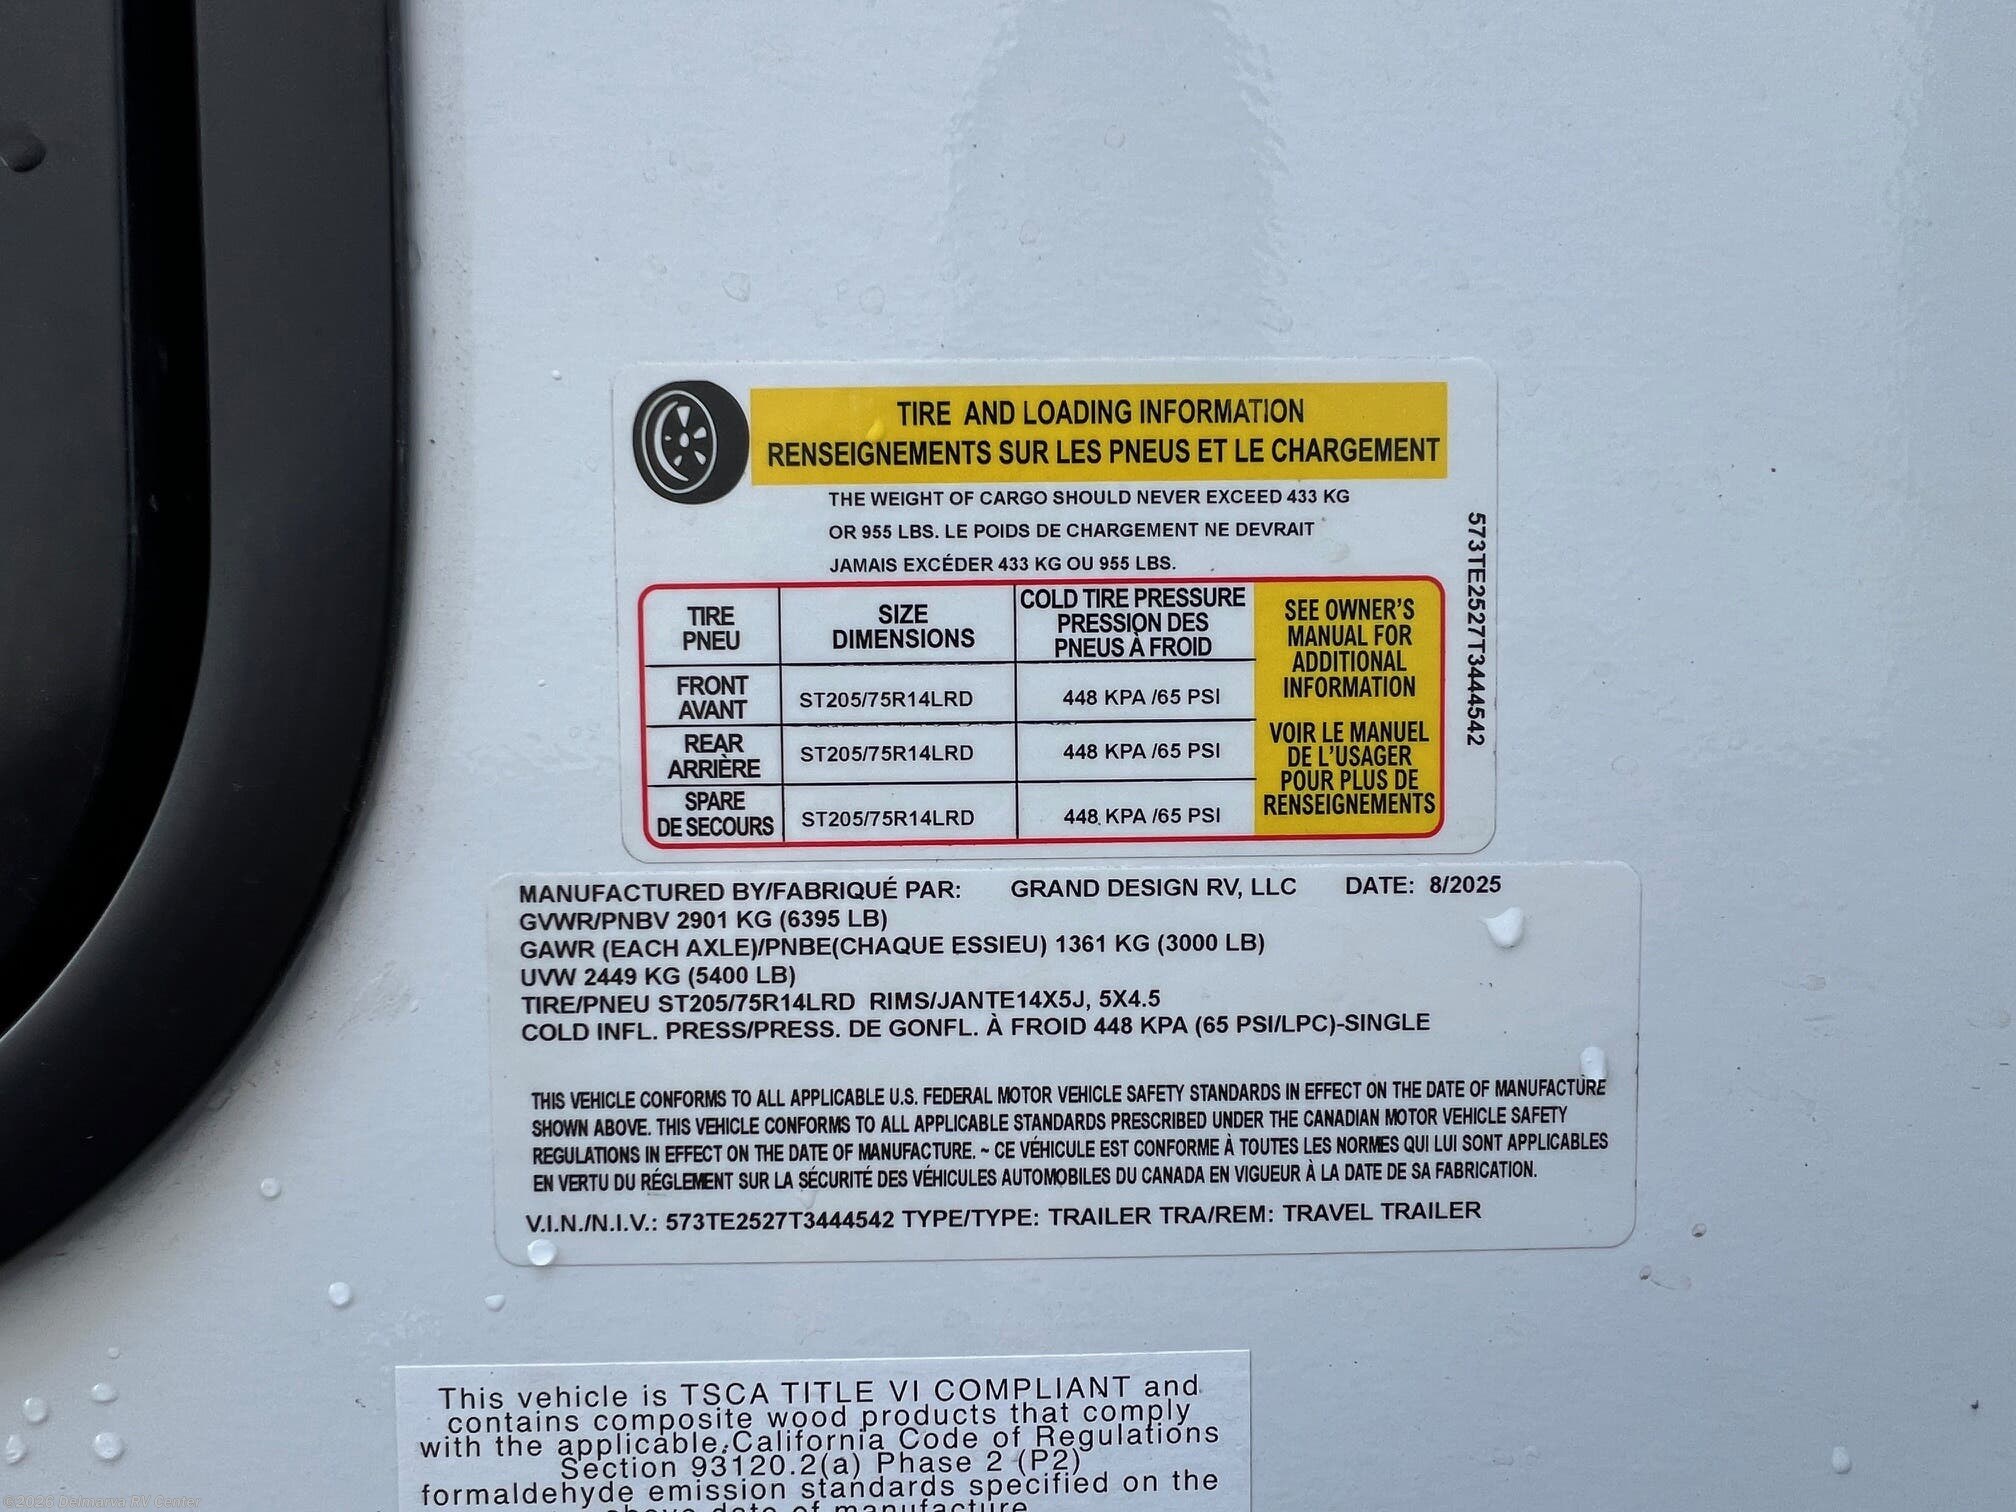 TIRE AND LOADING INFORMATION
RENSEIGNEMENTS SUR LES PNEUS ET LE CHARGEMENT
THE WEIGHT OF CARGO SHOULD NEVER EXCEED 433 KG
OR 955 LBS. LE POIDS DE CHARGEMENT NE DEVRAIT
JAMAIS EXCÉDER 433 KG OU 955 LBS.
TIRE
PNEU
SIZE
DIMENSIONS
COLD TIRE PRESSURE
PRESSION DES
PNEUS À FROID
FRONT
AVANT
ST205/75R14LRD
448 KPA /65 PSI
REAR
ARRIÈRE
ST205/75R14LRD
448 KPA /65 PSI
SPARE
DE SECOURS
ST205/75R14LRD
448 KPA /65 PSI
SEE OWNER'S
MANUAL FOR
ADDITIONAL
INFORMATION
VOIR LE MANUEL
DE L'USAGER
POUR PLUS DE
RENSEIGNEMENTS
573TE2527T3444542
MANUFACTURED BY/FABRIQUÉ PAR: GRAND DESIGN RV, LLC DATE: 8/2025
GVWR/PNBV 2901 KG (6395 LB)
GAWR (EACH AXLE)/PNBE(CHAQUE ESSIEU) 1361 KG (3000 LB)
UVW 2449 KG (5400 LB)
TIRE/PNEU ST205/75R14LRD RIMS/JANTE14X5J, 5X4.5
COLD INFL. PRESS/PRESS. DE GONFL. À FROID 448 KPA (65 PSI/LPC)-SINGLE
THIS VEHICLE CONFORMS TO ALL APPLICABLE U.S. FEDERAL MOTOR VEHICLE SAFETY STANDARDS IN EFFECT ON THE DATE OF MANUFACTURE
SHOWN ABOVE. THIS VEHICLE CONFORMS TO ALL APPLICABLE STANDARDS PRESCRIBED UNDER THE CANADIAN MOTOR VEHICLE SAFETY
REGULATIONS IN EFFECT ON THE DATE OF MANUFACTURE. ~ CE VÉHICULE EST CONFORME À TOUTES LES NORMES QUI LUI SONT APPLICABLES
EN VERTU DU RÉGLEMENT SUR LA SÉCURITÉ DES VÉHICULES AUTOMOBILES DU CANADA EN VIGUEUR À LA DATE DE SA FABRICATION.
V.I.N./N.I.V.: 573TE2527T3444542 TYPE/TYPE: TRAILER TRA/REM: TRAVEL TRAILER
This vehicle is TSCA TITLE VI COMPLIANT and
contains composite wood products that comply
with the applicable California Code of Regulations
Section 93120.2(a) Phase 2 (P2)
formaldehyde emission standards specified on the
above date of manufacture
Delmarva RV Center